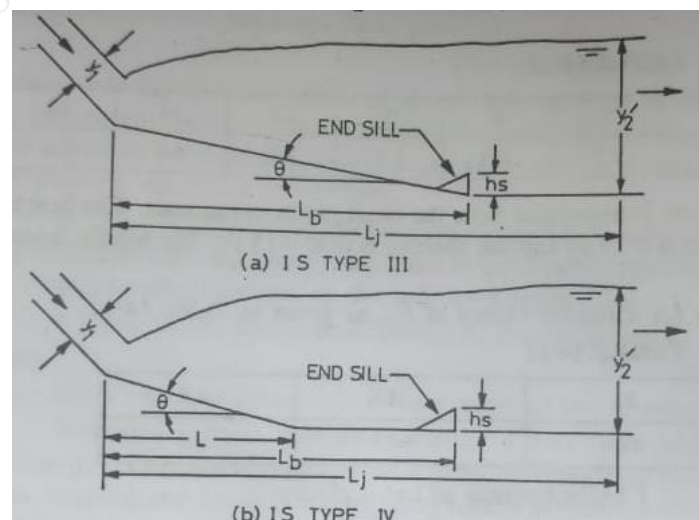 y₁
END SILL
θ
hs
y₂'
Lb
Lj
(a) I S TYPE III
y₁
END SILL
θ
hs
y₂'
L
Lb
Lj
(b) I S TYPE IV